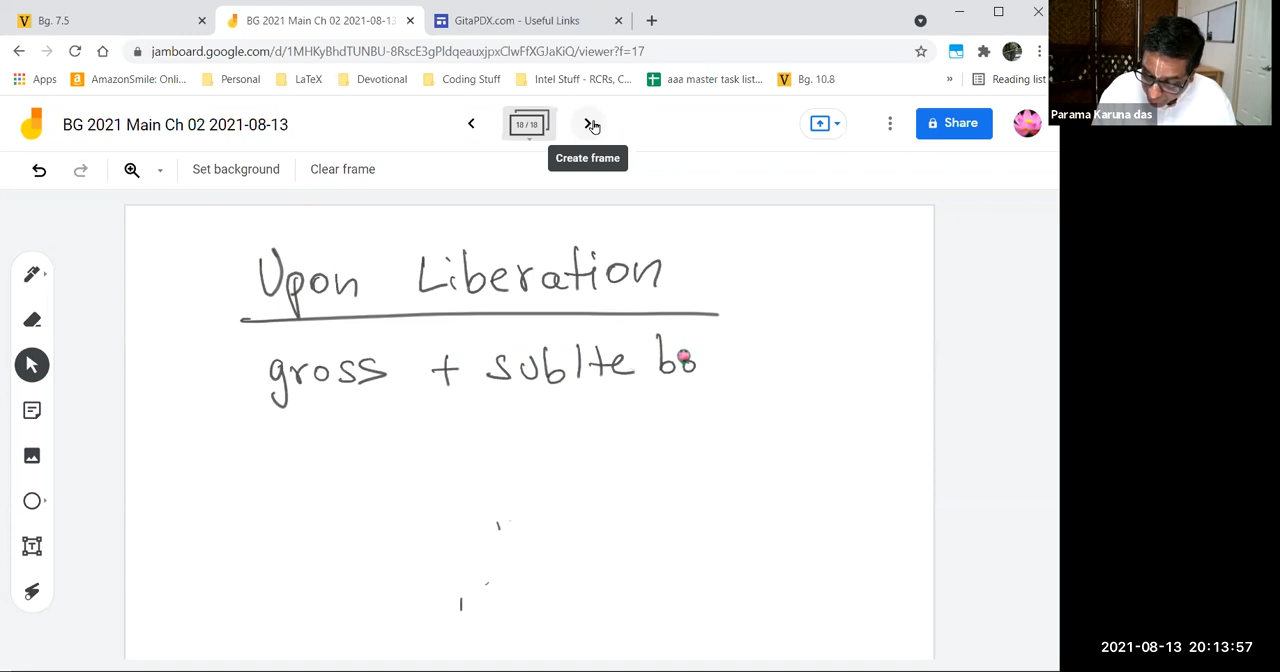 Bg. 7.5
BG 2021 Main Ch 02 2021-08-13
GitaPDX.com - Useful Links
jamboard.google.com/d/1MHKyBhdTUNBU-8RscE3gPldqeauxjpxClwFfXGJaKiQ/viewer?f=17
Apps AmazonSmile: Onli... Personal LaTeX Devotional Coding Stuff Intel Stuff - RCRs, C... aaa master task list... Bg. 10.8 » Reading list
Parama Karuna das
BG 2021 Main Ch 02 2021-08-13 18 / 18 Share
Create frame
Set background Clear frame
Upon Liberation
gross + sublte bo
2021-08-13 20:13:57